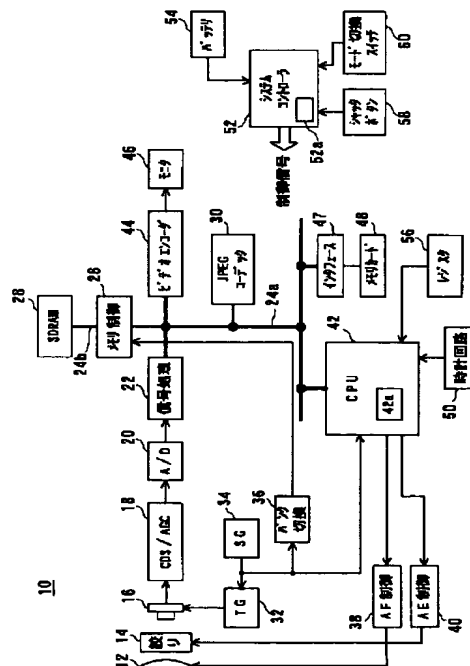 10
12
14
絞り
16
18
CDS/AGC
20
A/D
22
信号処理
28
SDRAM
24b
26
メモリ制御
44
ビデオエンコーダ
46
モニタ
34
SG
32
TG
36
バンク
切換
30
JPEG
コーデック
24a
38
AF制御
40
AE制御
42
CPU
42a
47
インタフェース
48
メモリカード
50
時計回路
56
レジスタ
制御信号
52
システム
コントローラ
52a
54
バッテリ
58
シャッタ
ボタン
60
モード切換
スイッチ